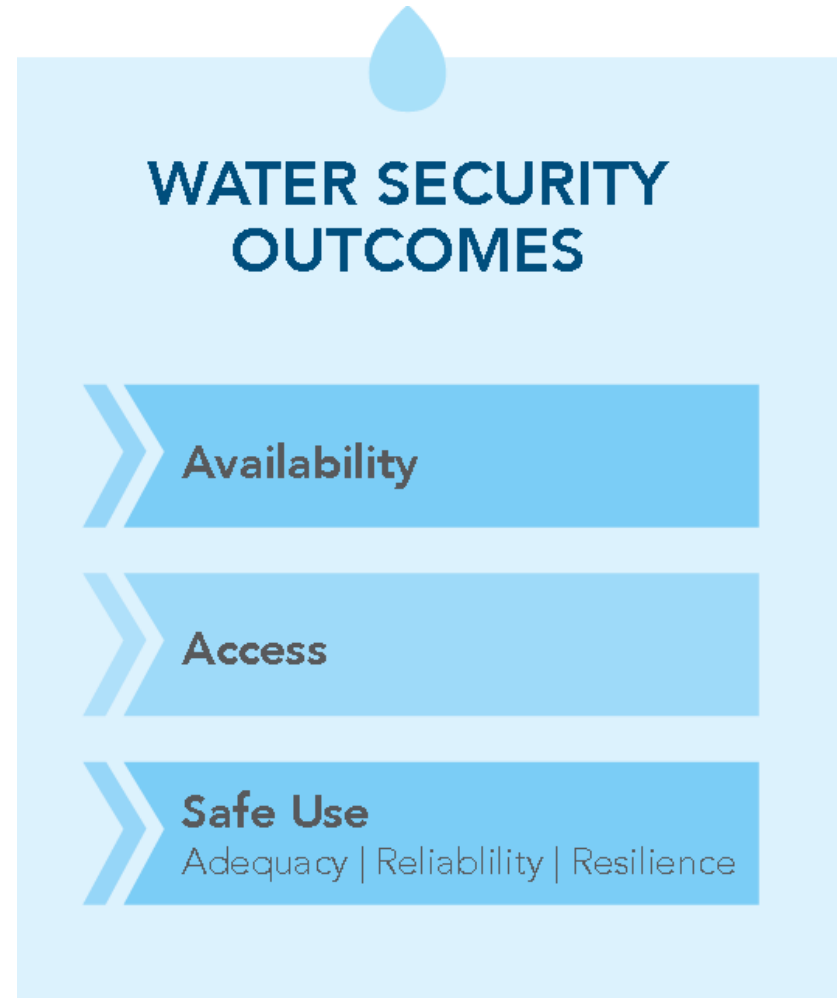 WATER SECURITY
OUTCOMES
Availability
Access
Safe Use
Adequacy | Reliablility | Resilience